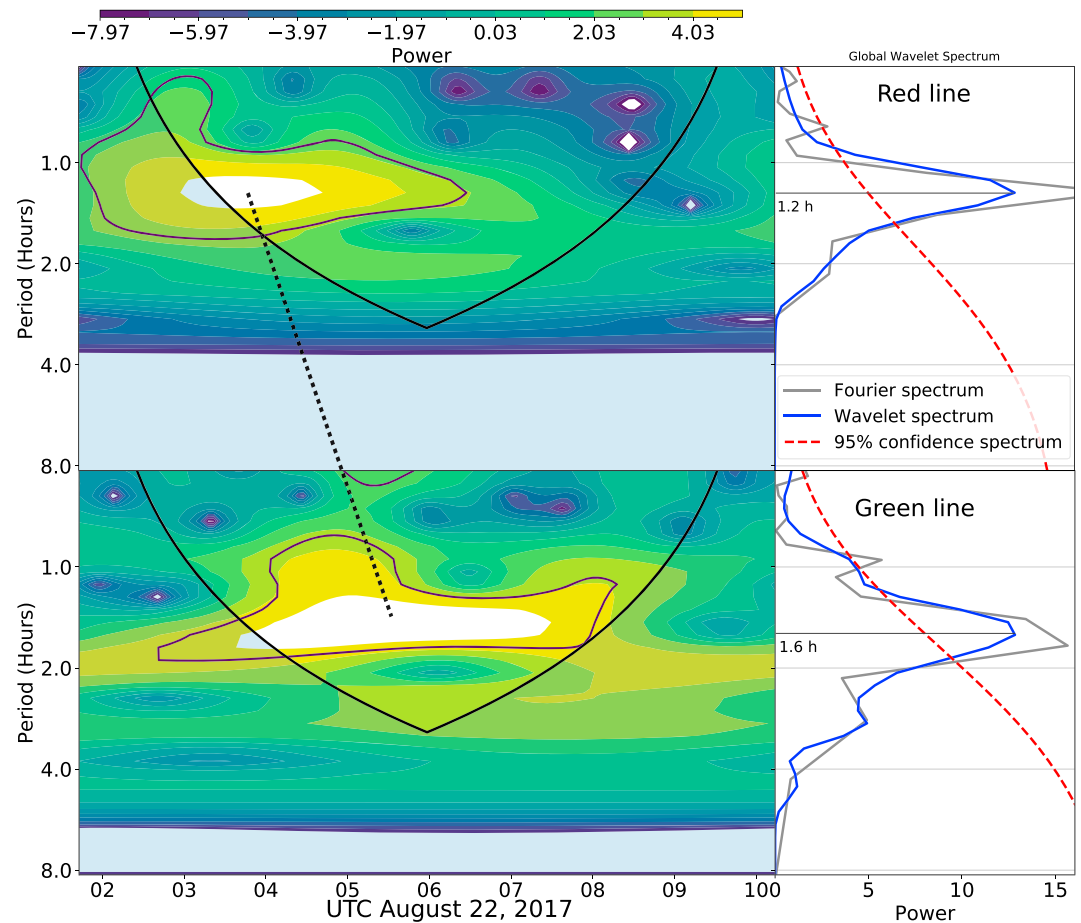 −7.97 −5.97 −3.97 −1.97 0.03 2.03 4.03
Power
Global Wavelet Spectrum
Red line
1.0
2.0
4.0
8.0
Period (Hours)
1.2 h
Fourier spectrum
Wavelet spectrum
95% confidence spectrum
Green line
1.0
2.0
4.0
8.0
Period (Hours)
1.6 h
02 03 04 05 06 07 08 09 10
UTC August 22, 2017
0 5 10 15
Power